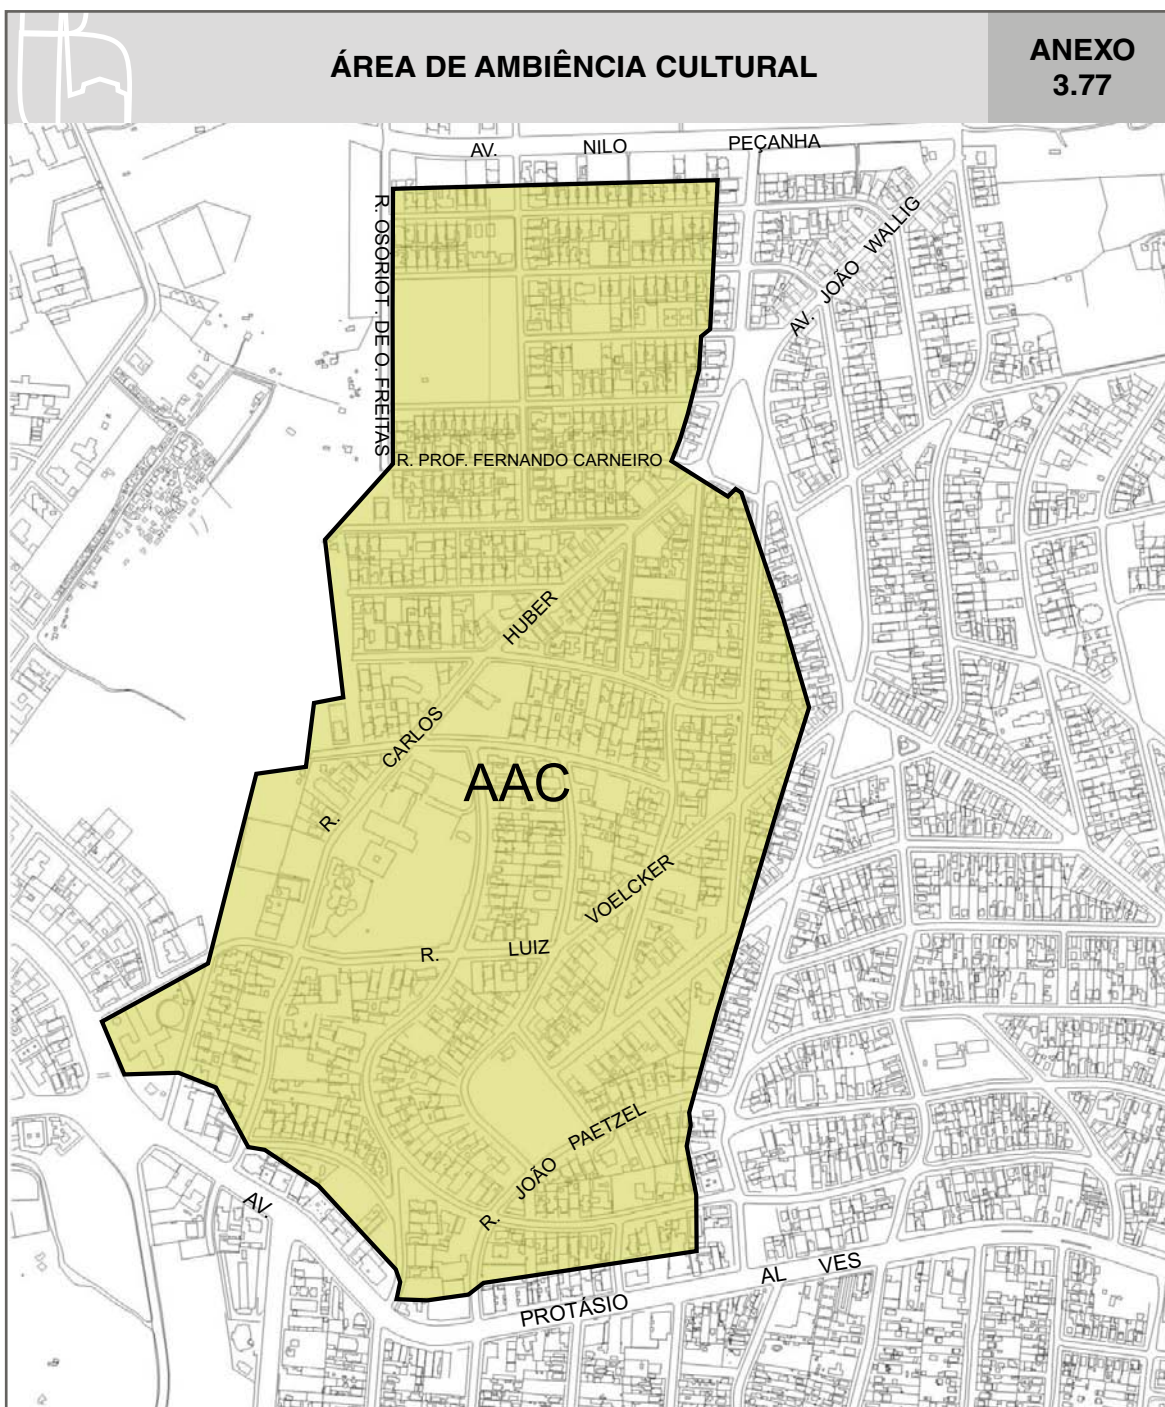 ÁREA DE AMBIÊNCIA CULTURAL
ANEXO
3.77
AV. NILO PEÇANHA
R. OSORIOT . DE O . FREITAS
AV. JOÃO WALLIG
R. PROF. FERNANDO CARNEIRO
R. CARLOS HUBER
AAC
R. LUIZ VOELCKER
R. JOÃO PAETZEL
AV. PROTÁSIO AL VES